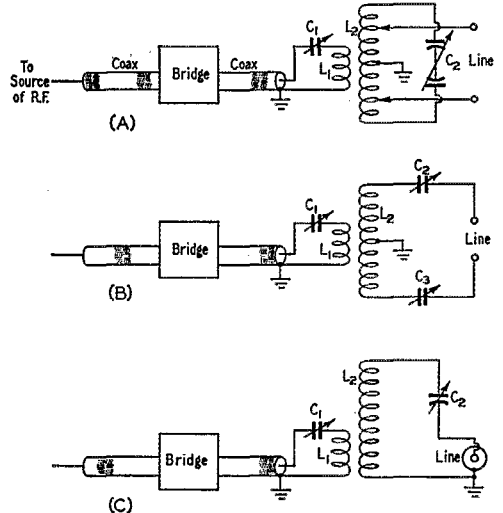 C1
L2
To
Source
of R.F.
Coax
Bridge
Coax
L1
C2
Line
(A)
C1
C2
Bridge
L1
L2
Line
C3
(B)
L2
C1
C2
Bridge
L1
Line
(C)